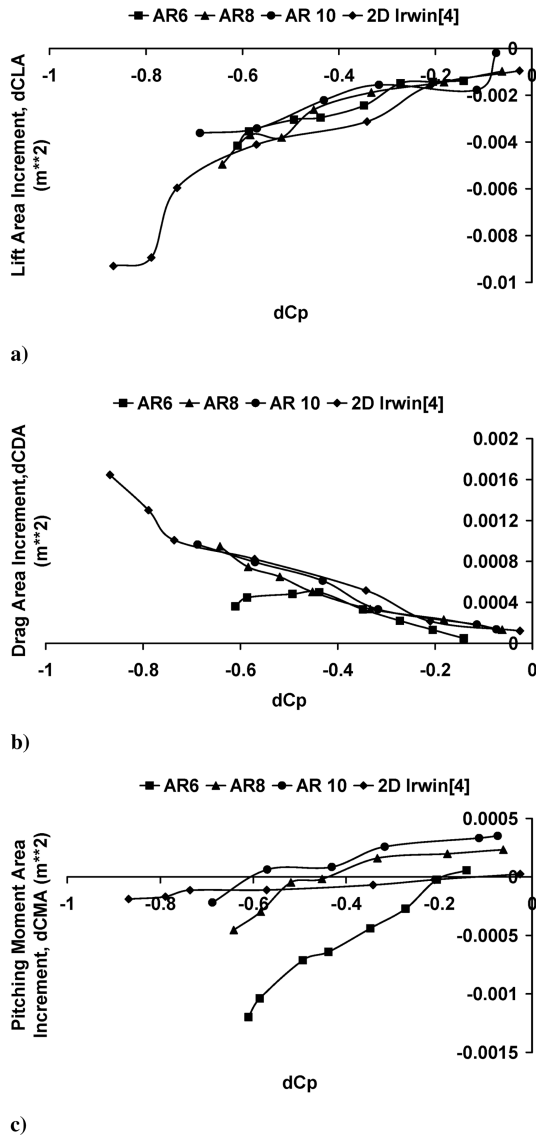 AR6 AR8 AR 10 2D Irwin[4]
a)
-1 -0.8 -0.6 -0.4 -0.2 0
-0.002
-0.004
-0.006
-0.008
-0.01
Lift Area Increment, dCLA
(m**2)
dCp
AR6 AR8 AR 10 2D Irwin[4]
0.002
0.0016
0.0012
0.0008
0.0004
0
Drag Area Increment,dCDA
(m**2)
-1 -0.8 -0.6 -0.4 -0.2 0
dCp
b)
AR6 AR8 AR 10 2D Irwin[4]
0.0005
0
-0.0005
-0.001
-0.0015
-1 -0.8 -0.6 -0.4 -0.2
Pitching Moment Area
Increment, dCMA (m**2)
dCp
c)